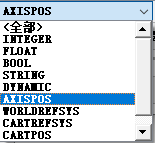 AXISPOS
<全部>
INTEGER
FLOAT
BOOL
STRING
DYNAMIC
AXISPOS
WORLDREFSYS
CARTREFSYS
CARTPOS